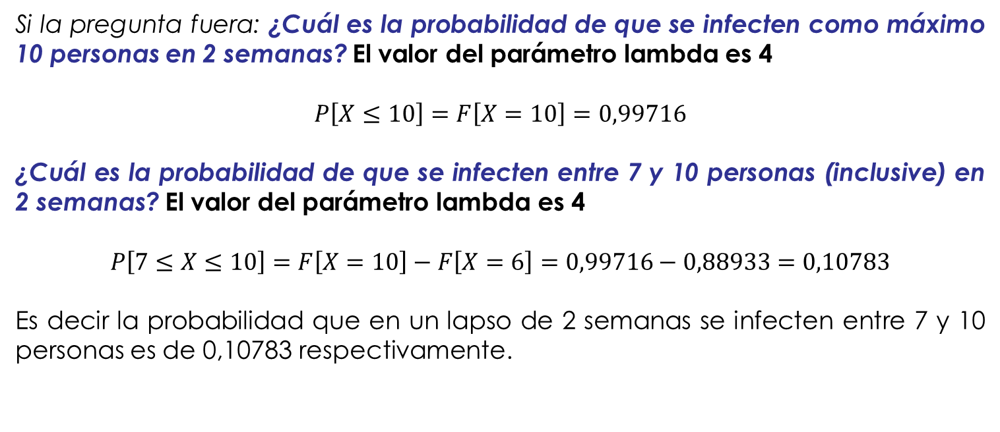 Si la pregunta fuera: ¿Cuál es la probabilidad de que se infecten como máximo
10 personas en 2 semanas? El valor del parámetro lambda es 4
P[X ≤ 10] = F[X = 10] = 0,99716
¿Cuál es la probabilidad de que se infecten entre 7 y 10 personas (inclusive) en
2 semanas? El valor del parámetro lambda es 4
P[7 ≤ X ≤ 10] = F[X = 10] − F[X = 6] = 0,99716 − 0,88933 = 0,10783
Es decir la probabilidad que en un lapso de 2 semanas se infecten entre 7 y 10
personas es de 0,10783 respectivamente.